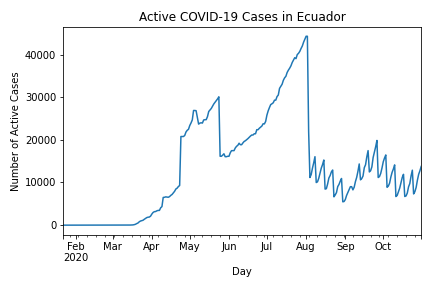 Active COVID-19 Cases in Ecuador
Number of Active Cases
40000
30000
20000
10000
0
Feb Mar Apr May Jun Jul Aug Sep Oct
2020
Day